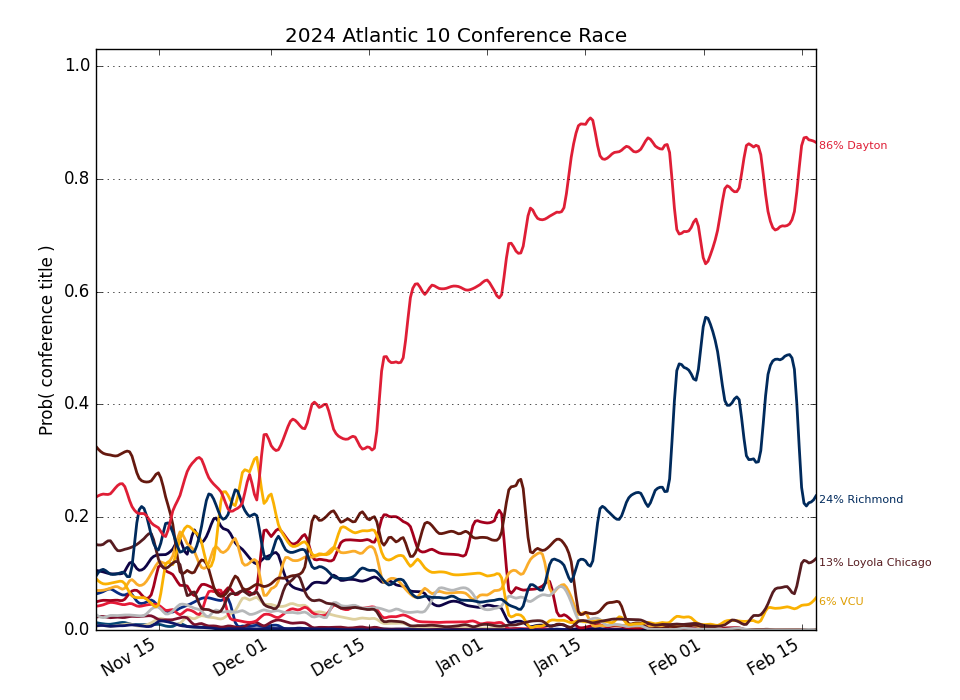 2024 Atlantic 10 Conference Race
Prob( conference title )
1.0
0.8
0.6
0.4
0.2
0.0
Nov 15
Dec 01
Dec 15
Jan 01
Jan 15
Feb 01
Feb 15
86% Dayton
24% Richmond
13% Loyola Chicago
6% VCU